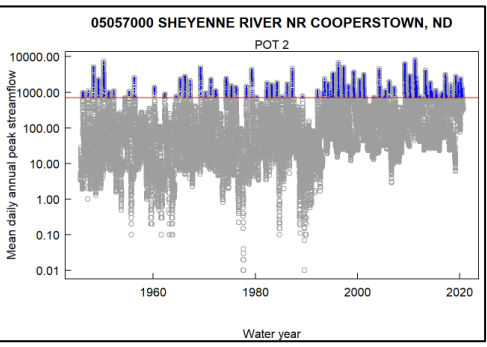 05057000 SHEYENNE RIVER NR COOPERSTOWN, ND
POT 2
Mean daily annual peak streamflow
10000.00
1000.00
100.00
10.00
1.00
0.10
0.01
1960 1980 2000 2020
Water year